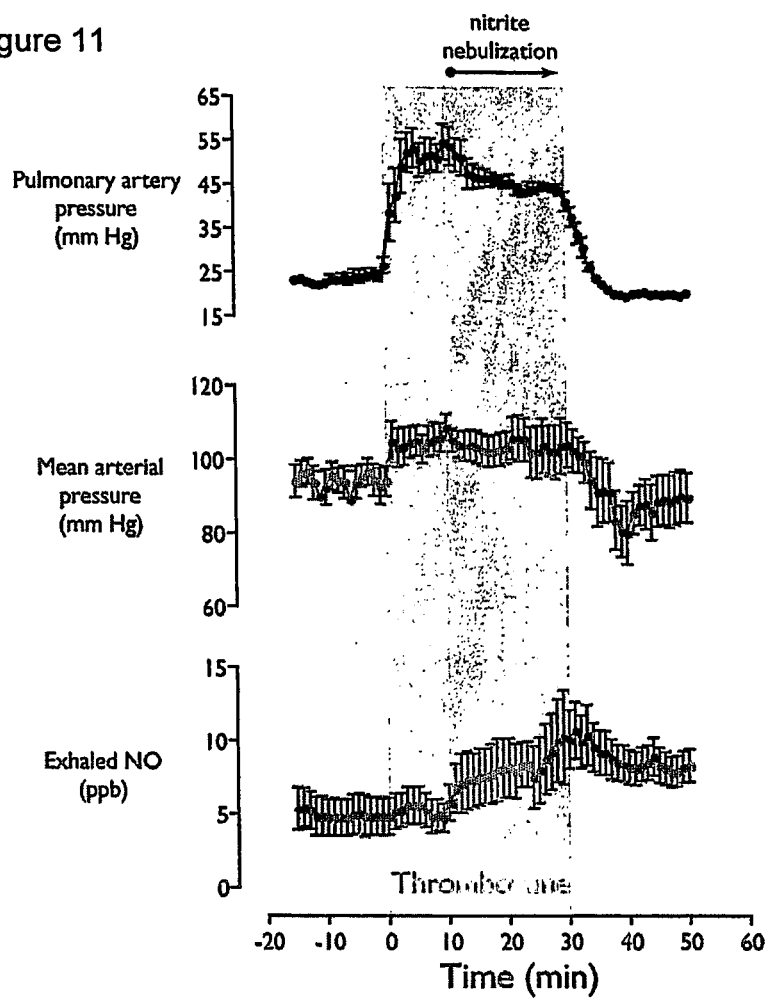 gure 11
nitrite
nebulization
65
55
45
35
25
15
Pulmonary artery
pressure
(mm Hg)
120
100
80
60
Mean arterial
pressure
(mm Hg)
15
10
5
0
Exhaled NO
(ppb)
-20 -10 0 10 20 30 40 50 60
Time (min)